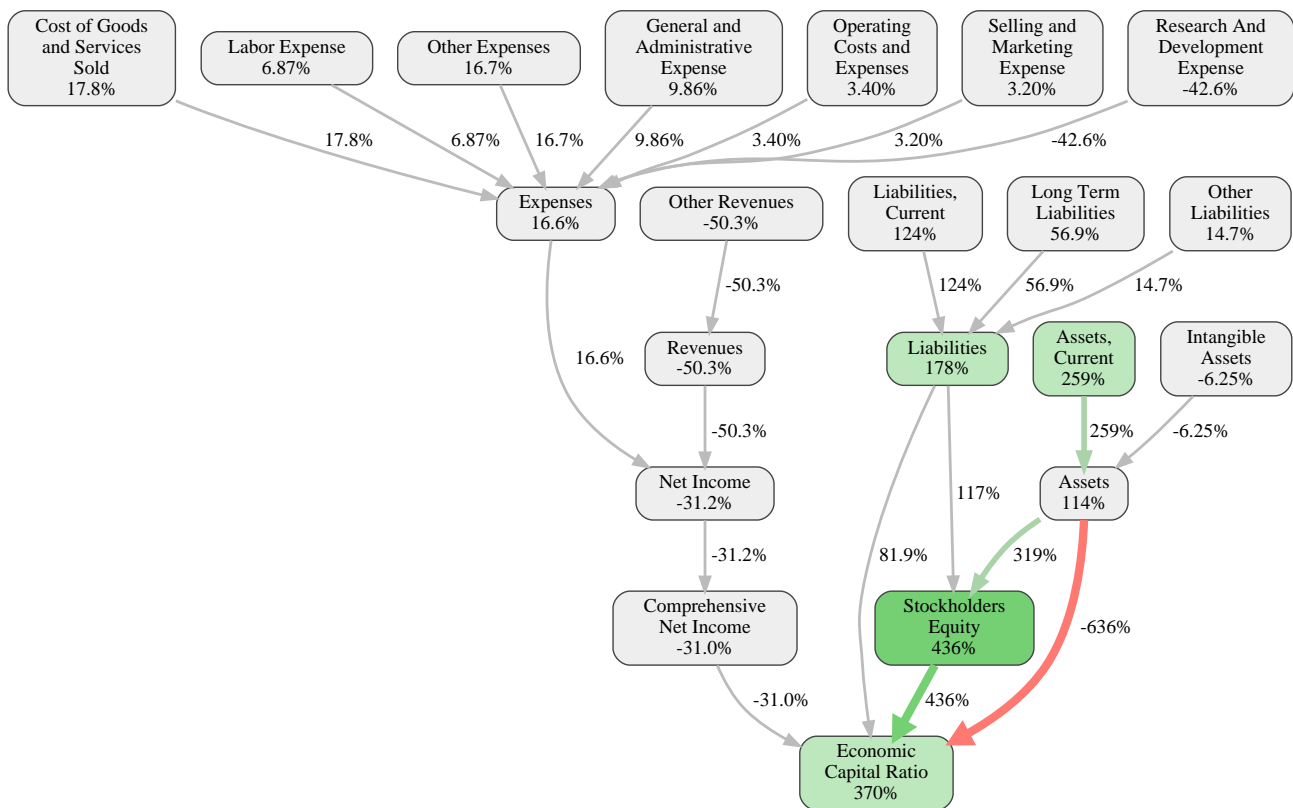 Cost of Goods
and Services
Sold
17.8%
Labor Expense
6.87%
Other Expenses
16.7%
General and
Administrative
Expense
9.86%
Operating
Costs and
Expenses
3.40%
Selling and
Marketing
Expense
3.20%
Research And
Development
Expense
-42.6%
17.8%
6.87%
16.7%
9.86%
3.40%
3.20%
-42.6%
Expenses
16.6%
Other Revenues
-50.3%
Liabilities,
Current
124%
Long Term
Liabilities
56.9%
Other
Liabilities
14.7%
-50.3%
124%
56.9%
14.7%
16.6%
Revenues
-50.3%
Liabilities
178%
Assets,
Current
259%
Intangible
Assets
-6.25%
-50.3%
259%
-6.25%
Net Income
-31.2%
117%
Assets
114%
-31.2%
81.9%
319%
-636%
Comprehensive
Net Income
-31.0%
Stockholders
Equity
436%
-31.0%
436%
Economic
Capital Ratio
370%